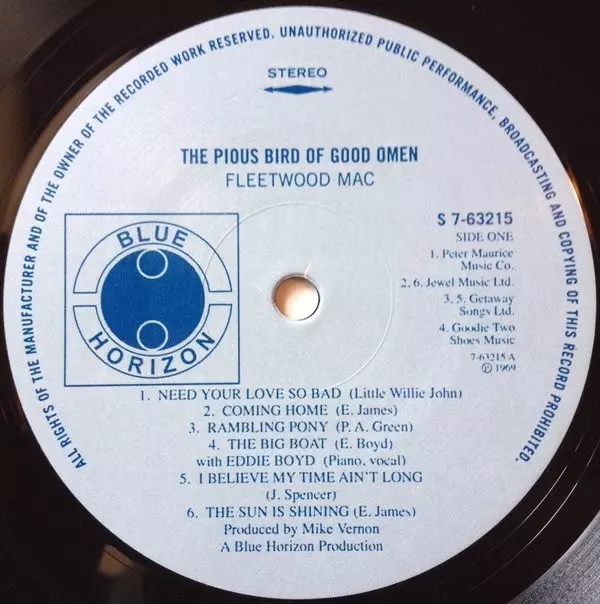 ALL RIGHTS OF THE MANUFACTURER AND OF THE OWNER OF THE RECORDED WORK RESERVED. UNAUTHORIZED PUBLIC PERFORMANCE, BROADCASTING AND COPYING OF THIS RECORD PROHIBITED.
STEREO
THE PIOUS BIRD OF GOOD OMEN
FLEETWOOD MAC
BLUE
HORIZON
S 7-63215
SIDE ONE
1. Peter Maurice
Music Co.
2. 6. Jewel Music Ltd.
3. 5. Getaway
Songs Ltd.
4. Goodie Two
Shoes Music
7-63215 A
℗ 1969
1. NEED YOUR LOVE SO BAD (Little Willie John)
2. COMING HOME (E. James)
3. RAMBLING PONY (P. A. Green)
4. THE BIG BOAT (E. Boyd)
with EDDIE BOYD (Piano, vocal)
5. I BELIEVE MY TIME AIN'T LONG
(J. Spencer)
6. THE SUN IS SHINING (E. James)
Produced by Mike Vernon
A Blue Horizon Production